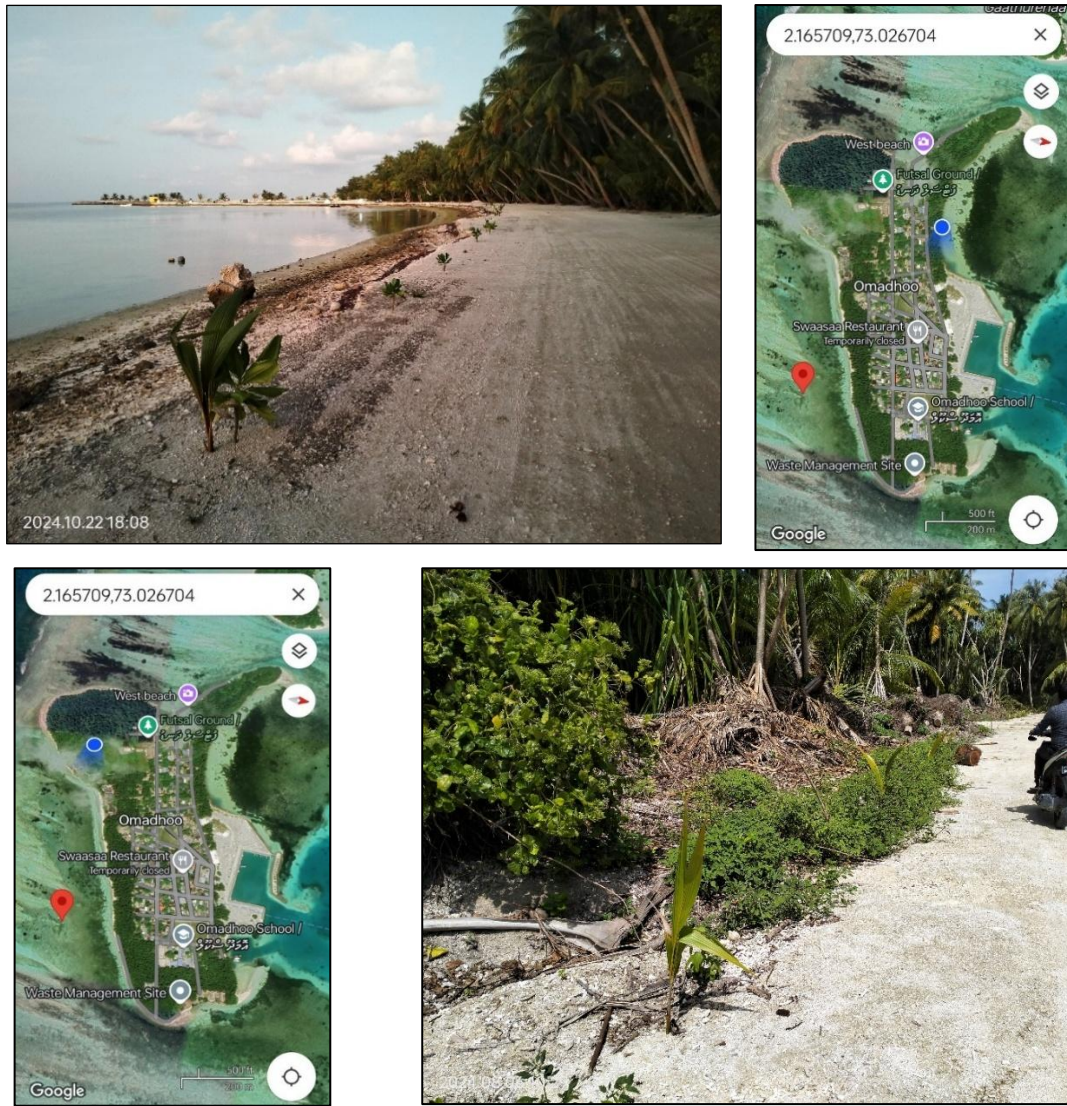 2.165709,73.026704
West beach
Futsal Ground /
Omadhoo
Swaasaa Restaurant
Temporarily closed
Omadhoo School /
Waste Management Site
500 ft
200 m
Google
2024.10.22 18:08
2.165709,73.026704
West beach
Futsal Ground /
Omadhoo
Swaasaa Restaurant
Temporarily closed
Omadhoo School /
Waste Management Site
500 ft
200 m
Google